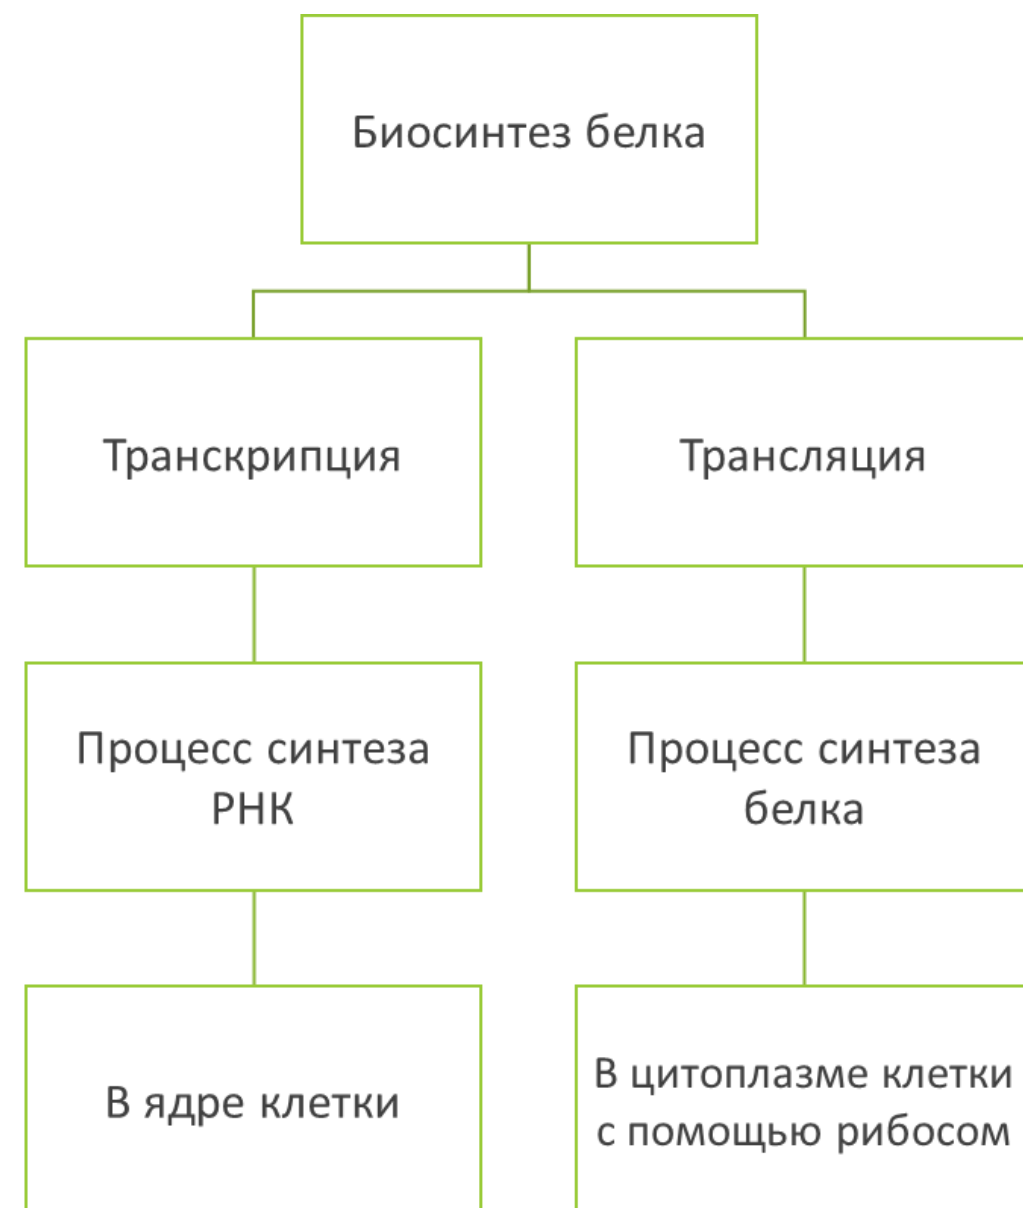 Биосинтез белка
Транскрипция
Трансляция
Процесс синтеза
РНК
Процесс синтеза
белка
В ядре клетки
В цитоплазме клетки
с помощью рибосом